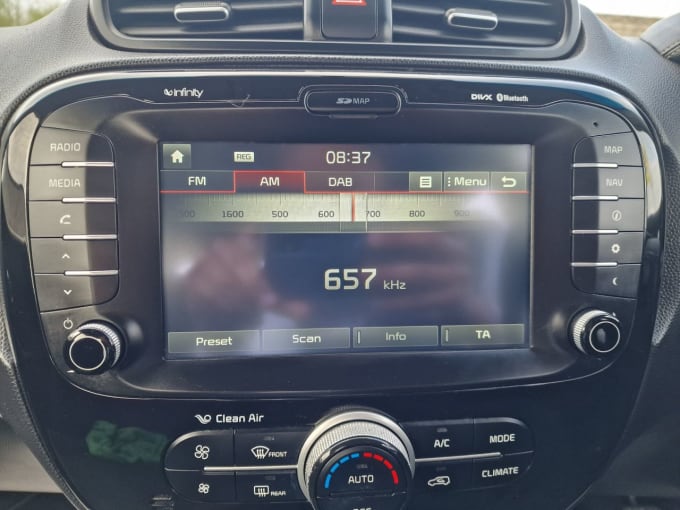 infinity
SD MAP
DIVX Bluetooth
RADIO
MEDIA
MAP
NAV
REG 08:37
FM AM DAB Menu
1600 500 600 700 800 900
657 kHz
Preset Scan Info TA
Clean Air
FRONT
REAR
AUTO
A/C
MODE
CLIMATE